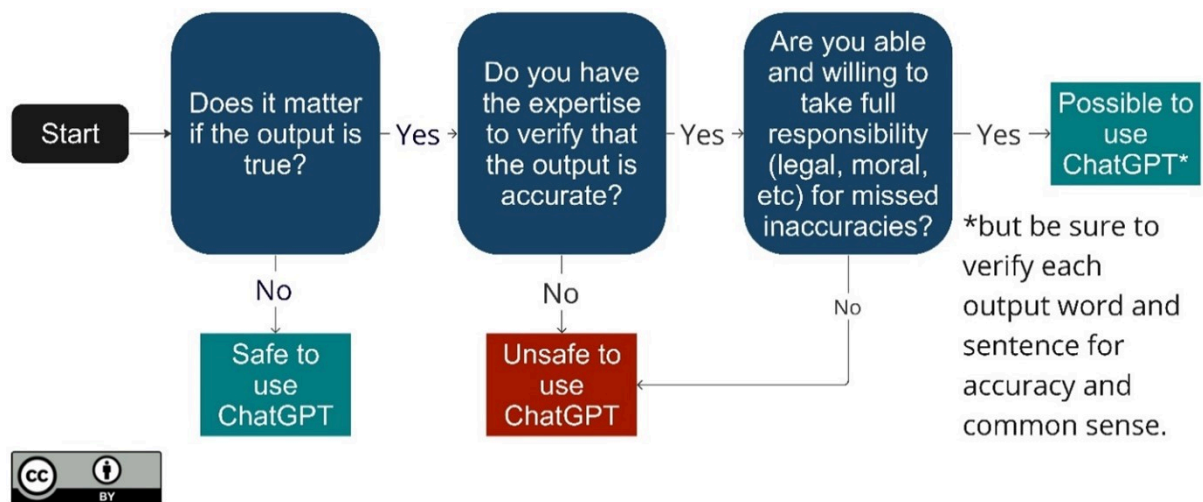 Start
Does it matter
if the output is
true?
Yes
Do you have
the expertise
to verify that
the output is
accurate?
Yes
Are you able
and willing to
take full
responsibility
(legal, moral,
etc) for missed
inaccuracies?
Yes
Possible to
use
ChatGPT*
No
Safe to
use
ChatGPT
No
Unsafe to
use
ChatGPT
No
*but be sure to
verify each
output word and
sentence for
accuracy and
common sense.
cc
BY